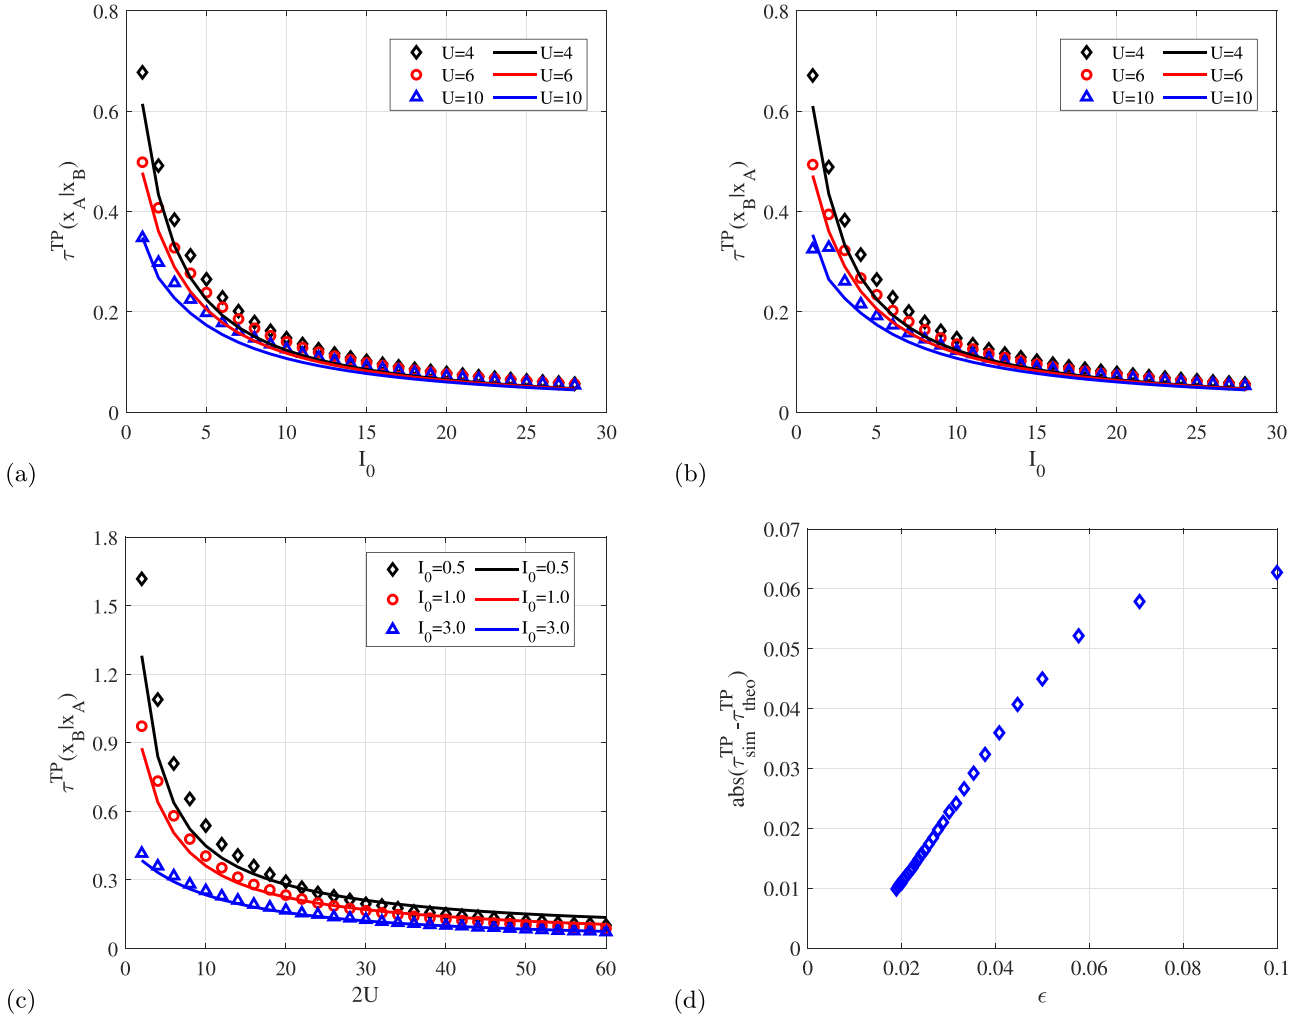 0.8
0.6
0.4
0.2
0
τ^TP(x_A|x_B)
U=4 U=4
U=6 U=6
U=10 U=10
0 5 10 15 20 25 30
I_0
(a)
0.8
0.6
0.4
0.2
0
τ^TP(x_B|x_A)
U=4 U=4
U=6 U=6
U=10 U=10
0 5 10 15 20 25 30
I_0
(b)
1.8
1.5
1.2
0.9
0.6
0.3
0
τ^TP(x_B|x_A)
I_0=0.5 I_0=0.5
I_0=1.0 I_0=1.0
I_0=3.0 I_0=3.0
0 10 20 30 40 50 60
2U
(c)
0.07
0.06
0.05
0.04
0.03
0.02
0.01
0
abs(τ^TP_sim-τ^TP_theo)
0 0.02 0.04 0.06 0.08 0.1
ϵ
(d)